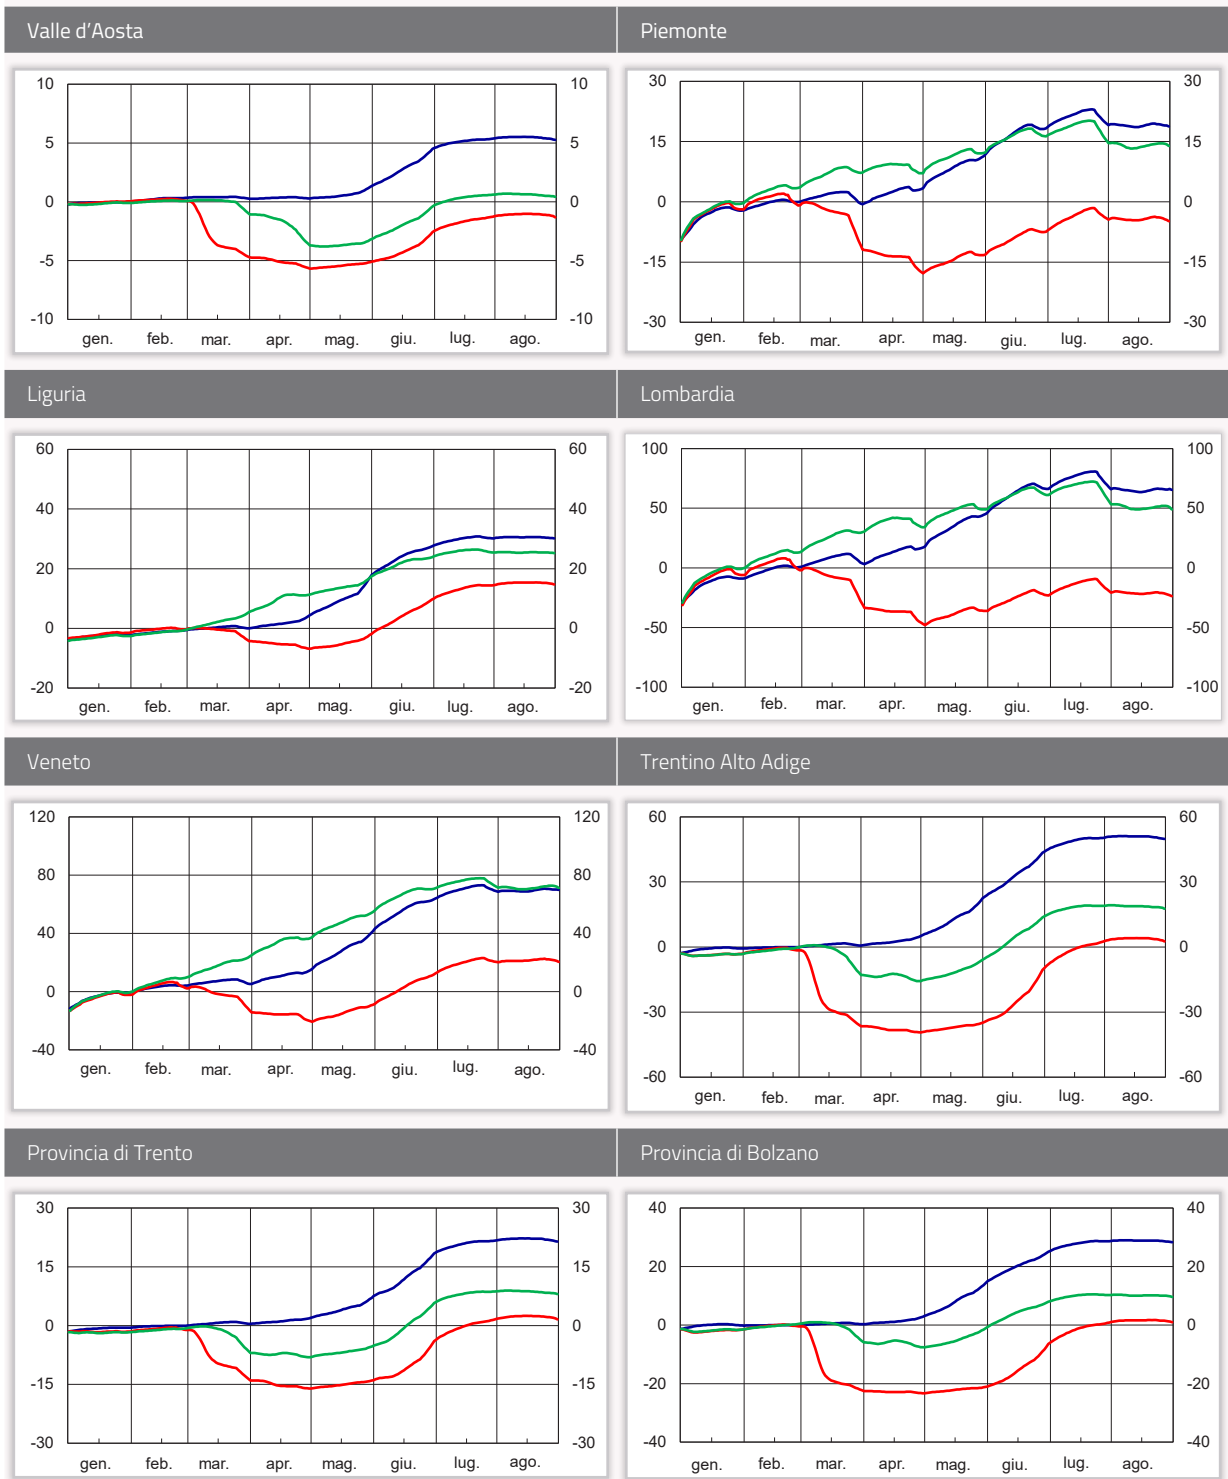 Valle d’Aosta
Piemonte
10 10
5 5
0 0
-5 -5
-10 -10
gen. feb. mar. apr. mag. giu. lug. ago.
30 30
15 15
0 0
-15 -15
-30 -30
gen. feb. mar. apr. mag. giu. lug. ago.
Liguria
Lombardia
60 60
40 40
20 20
0 0
-20 -20
gen. feb. mar. apr. mag. giu. lug. ago.
100 100
50 50
0 0
-50 -50
-100 -100
gen. feb. mar. apr. mag. giu. lug. ago.
Veneto
Trentino Alto Adige
120 120
80 80
40 40
0 0
-40 -40
gen. feb. mar. apr. mag. giu. lug. ago.
60 60
30 30
0 0
-30 -30
-60 -60
gen. feb. mar. apr. mag. giu. lug. ago.
Provincia di Trento
Provincia di Bolzano
30 30
15 15
0 0
-15 -15
-30 -30
gen. feb. mar. apr. mag. giu. lug. ago.
40 40
20 20
0 0
-20 -20
-40 -40
gen. feb. mar. apr. mag. giu. lug. ago.